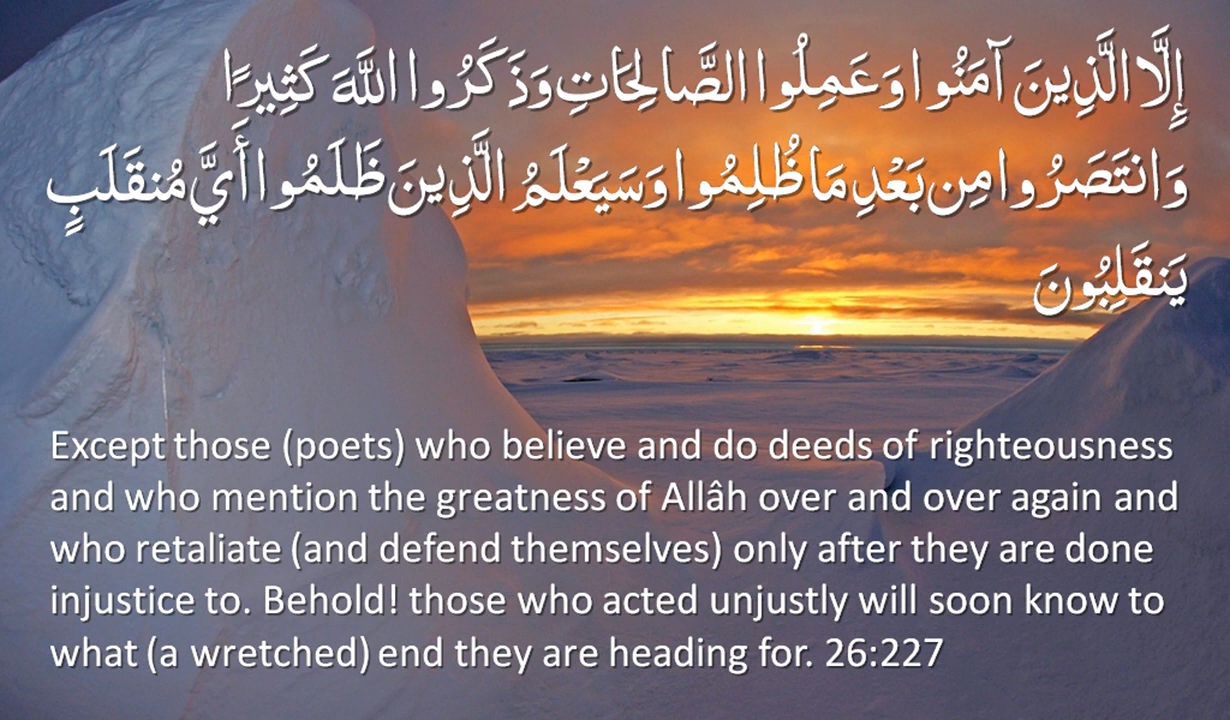 إِلَّا الَّذِينَ آمَنُوا وَعَمِلُوا الصَّالِحَاتِ وَذَكَرُوا اللَّهَ كَثِيرًا
وَانتَصَرُوا مِن بَعْدِ مَا ظُلِمُوا وَسَيَعْلَمُ الَّذِينَ ظَلَمُوا أَيَّ مُنقَلَبٍ
يَنقَلِبُونَ
Except those (poets) who believe and do deeds of righteousness
and who mention the greatness of Allâh over and over again and
who retaliate (and defend themselves) only after they are done
injustice to. Behold! those who acted unjustly will soon know to
what (a wretched) end they are heading for. 26:227